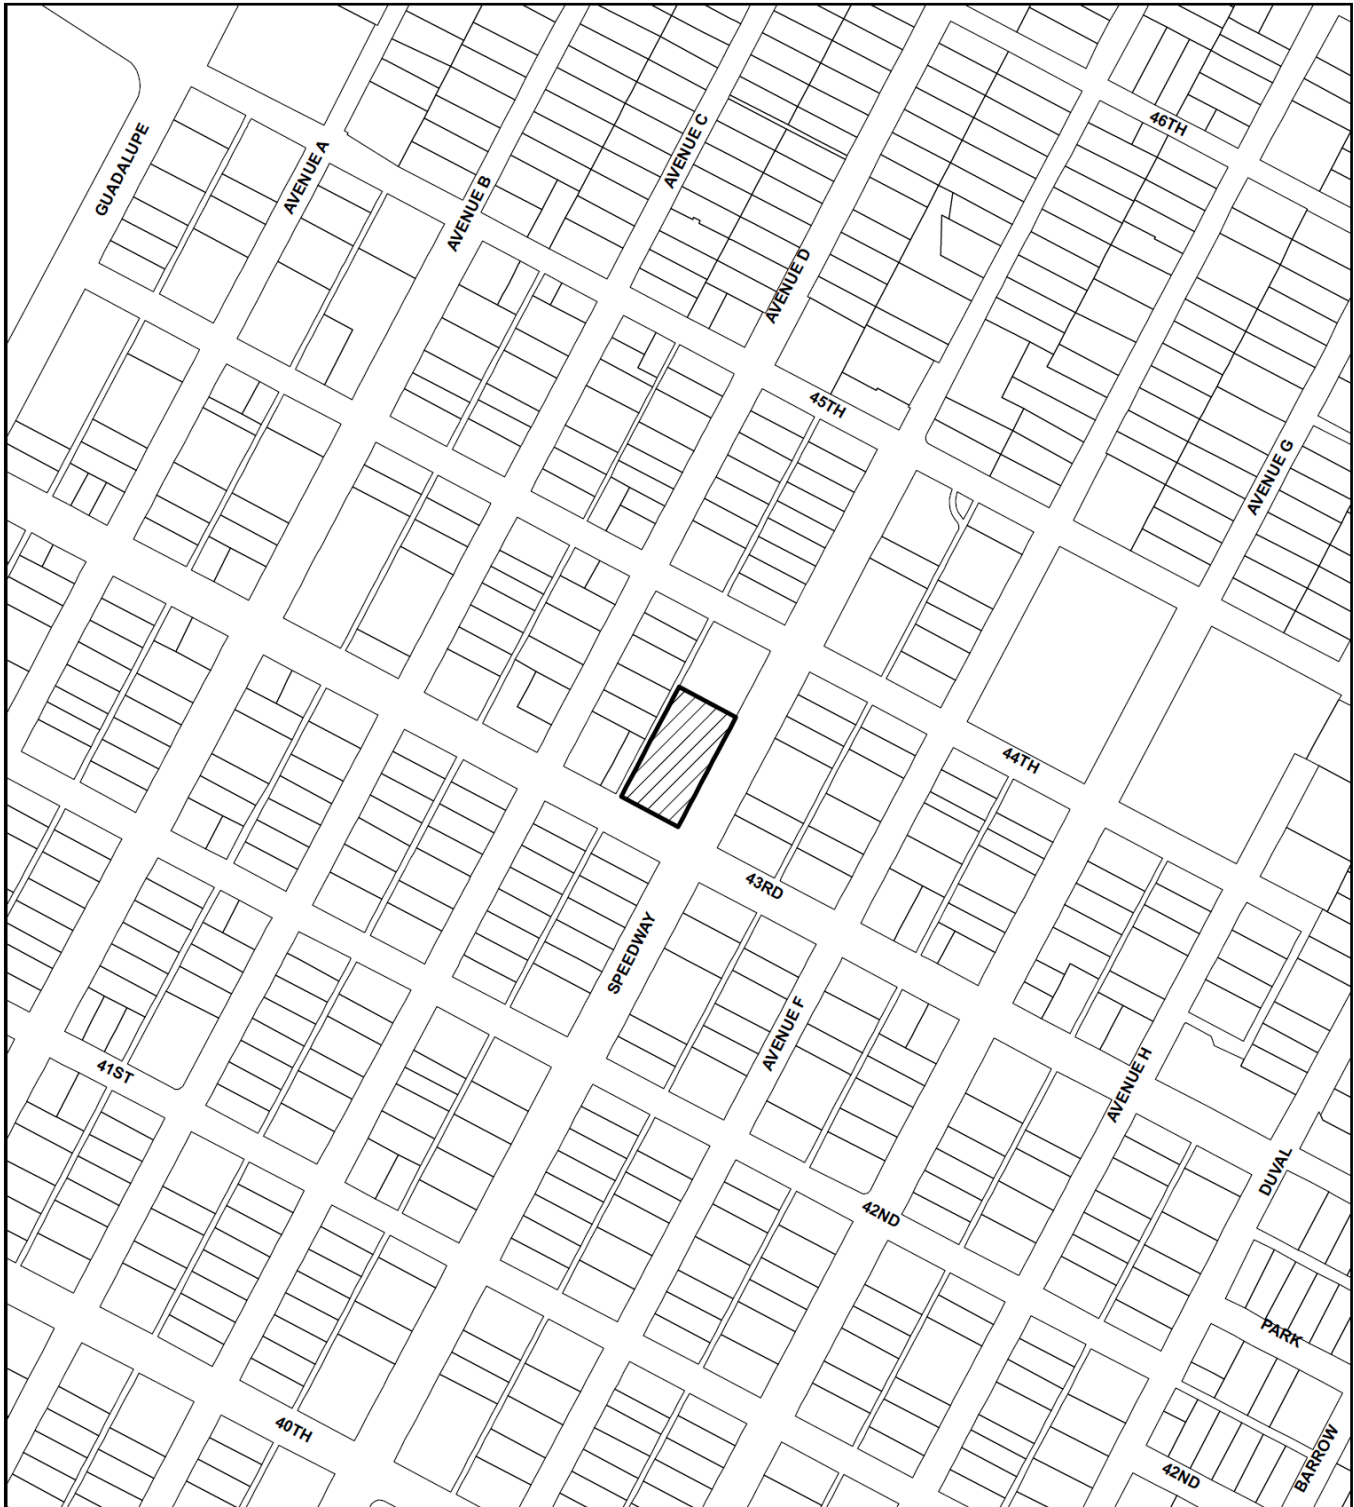 46TH
AVENUE C
GUADALUPE
AVENUE A
AVENUE B
AVENUE D
45TH
AVENUE G
44TH
43RD
SPEEDWAY
AVENUE F
41ST
AVENUE H
DUVAL
42ND
PARK
40TH
BARROW
42ND